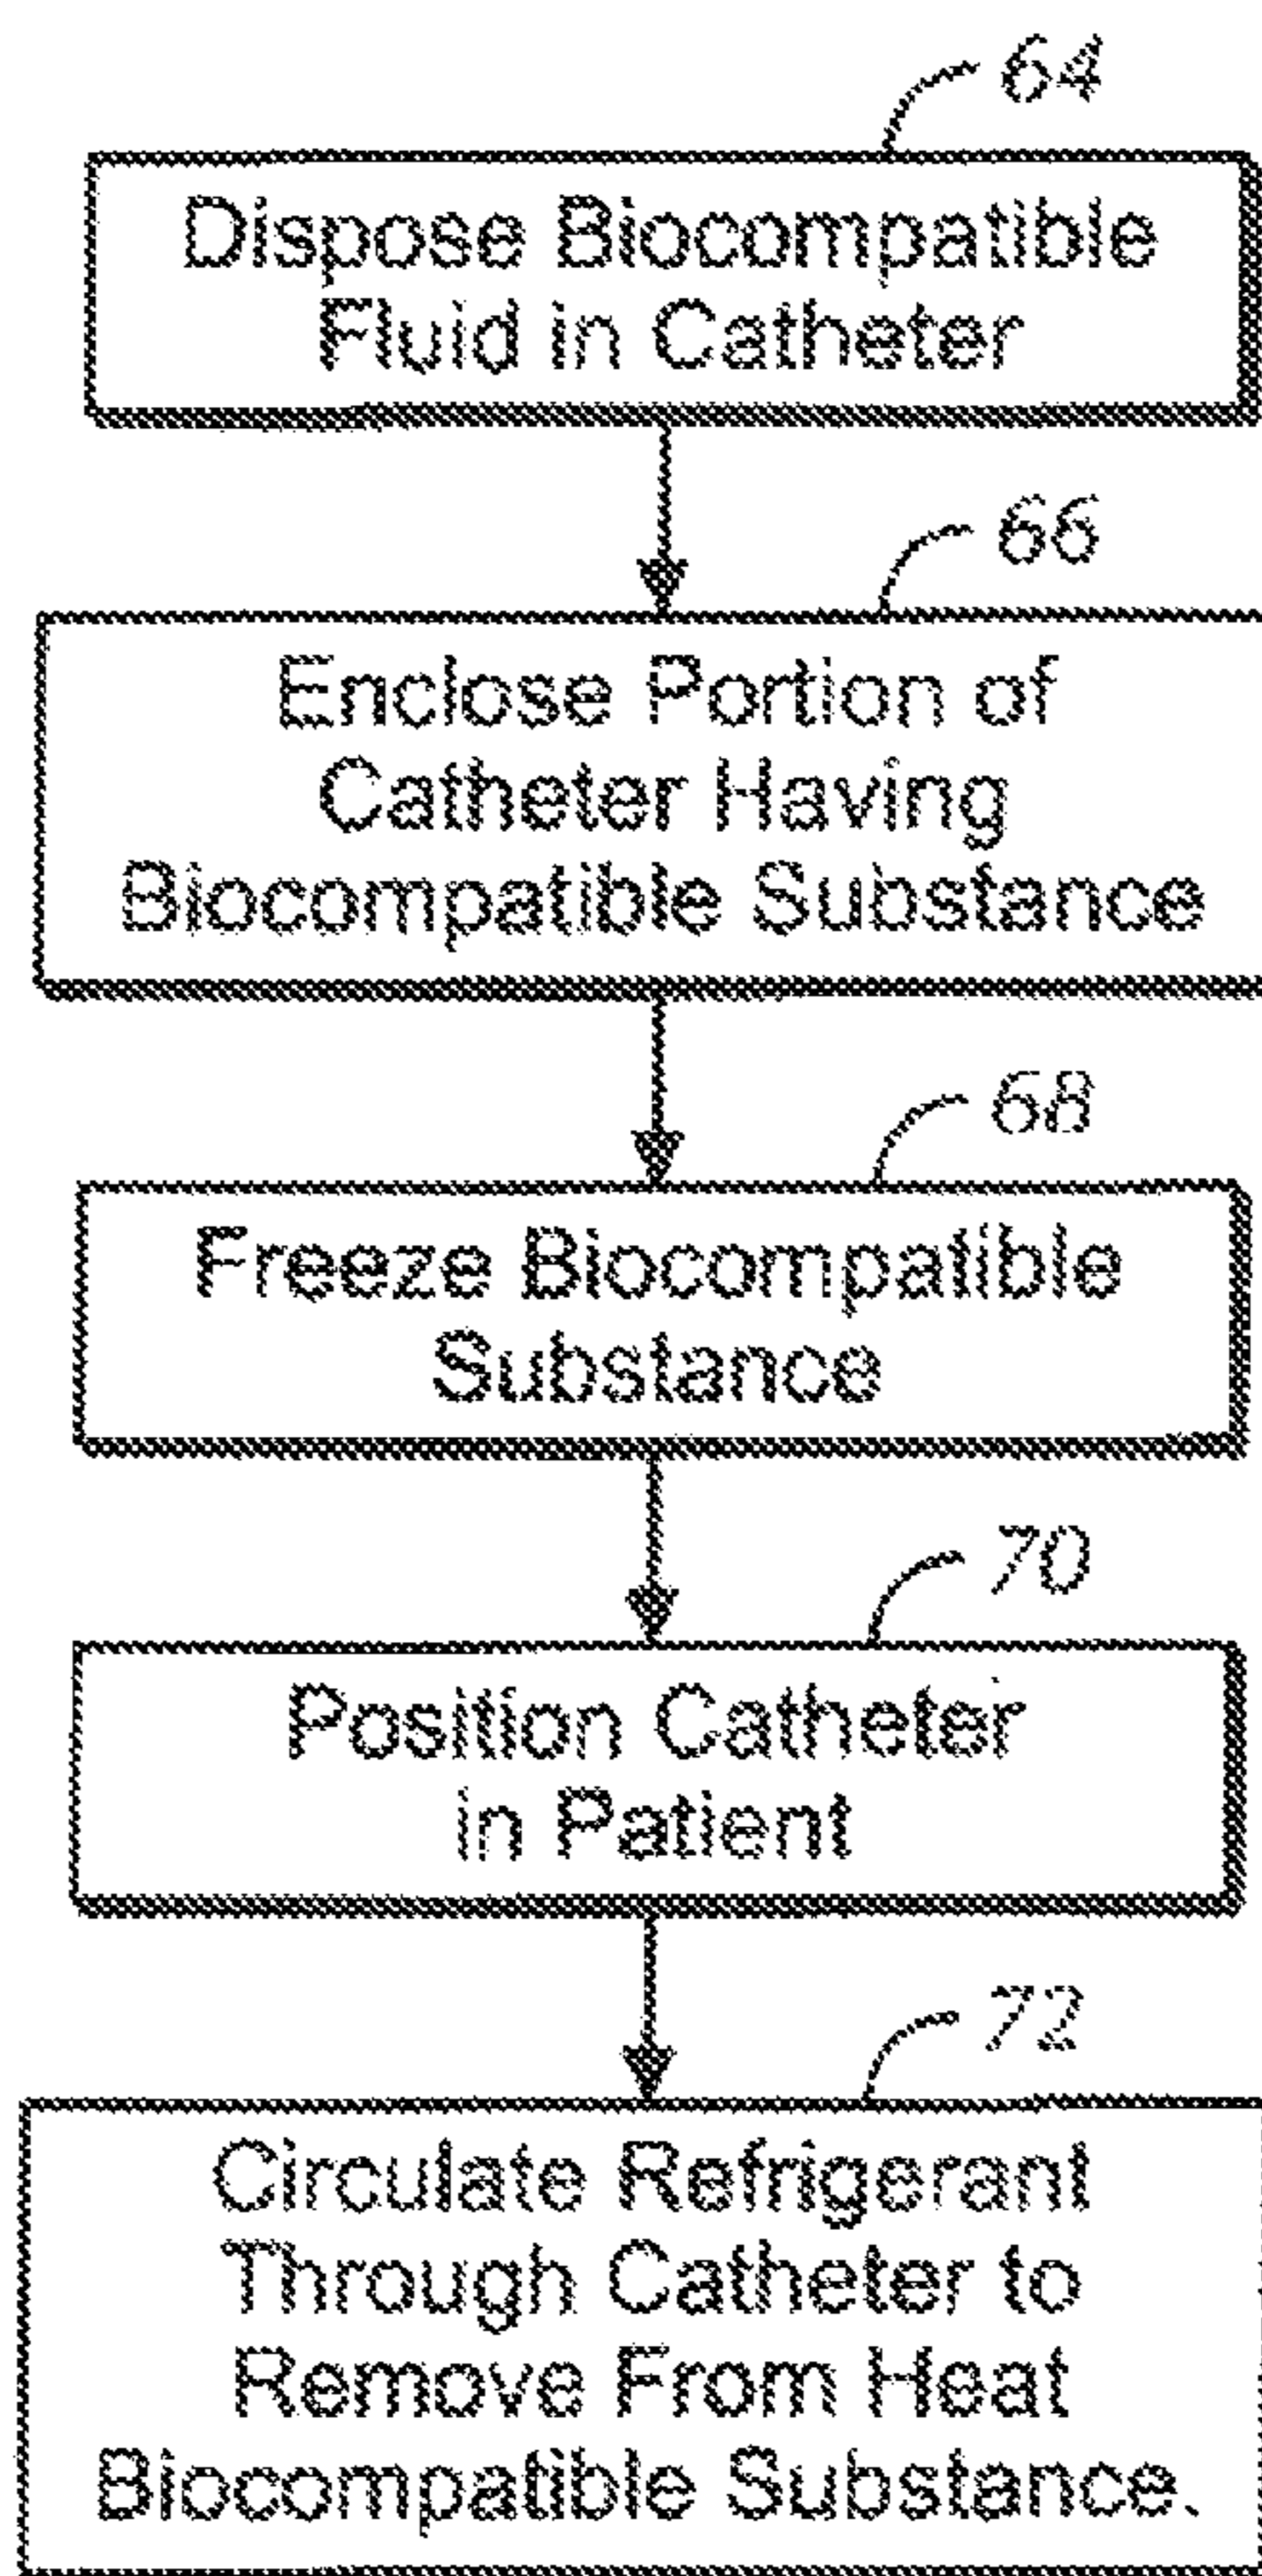 64
Dispose Biocompatible
Fluid in Catheter
66
Enclose Portion of
Catheter Having
Biocompatible Substance
68
Freeze Biocompatible
Substance
70
Position Catheter
in Patient
72
Circulate Refrigerant
Through Catheter to
Remove From Heat
Biocompatible Substance.